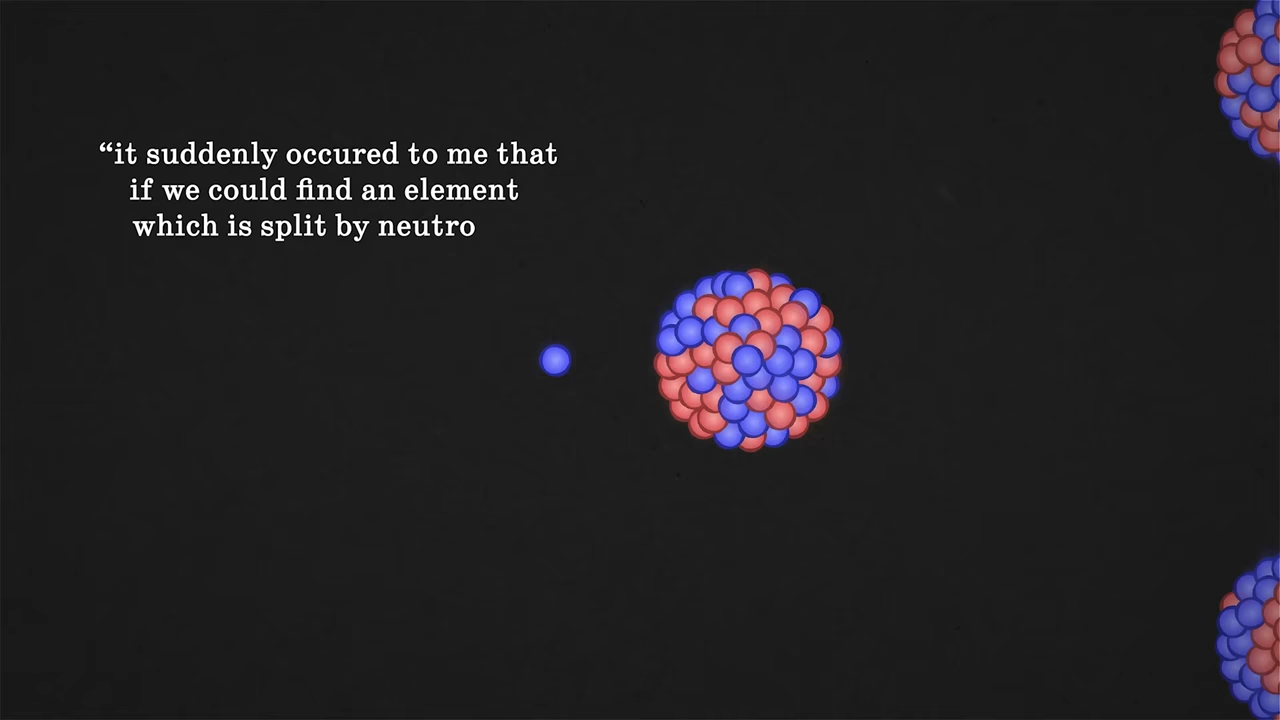 “it suddenly occured to me that
if we could find an element
which is split by neutro